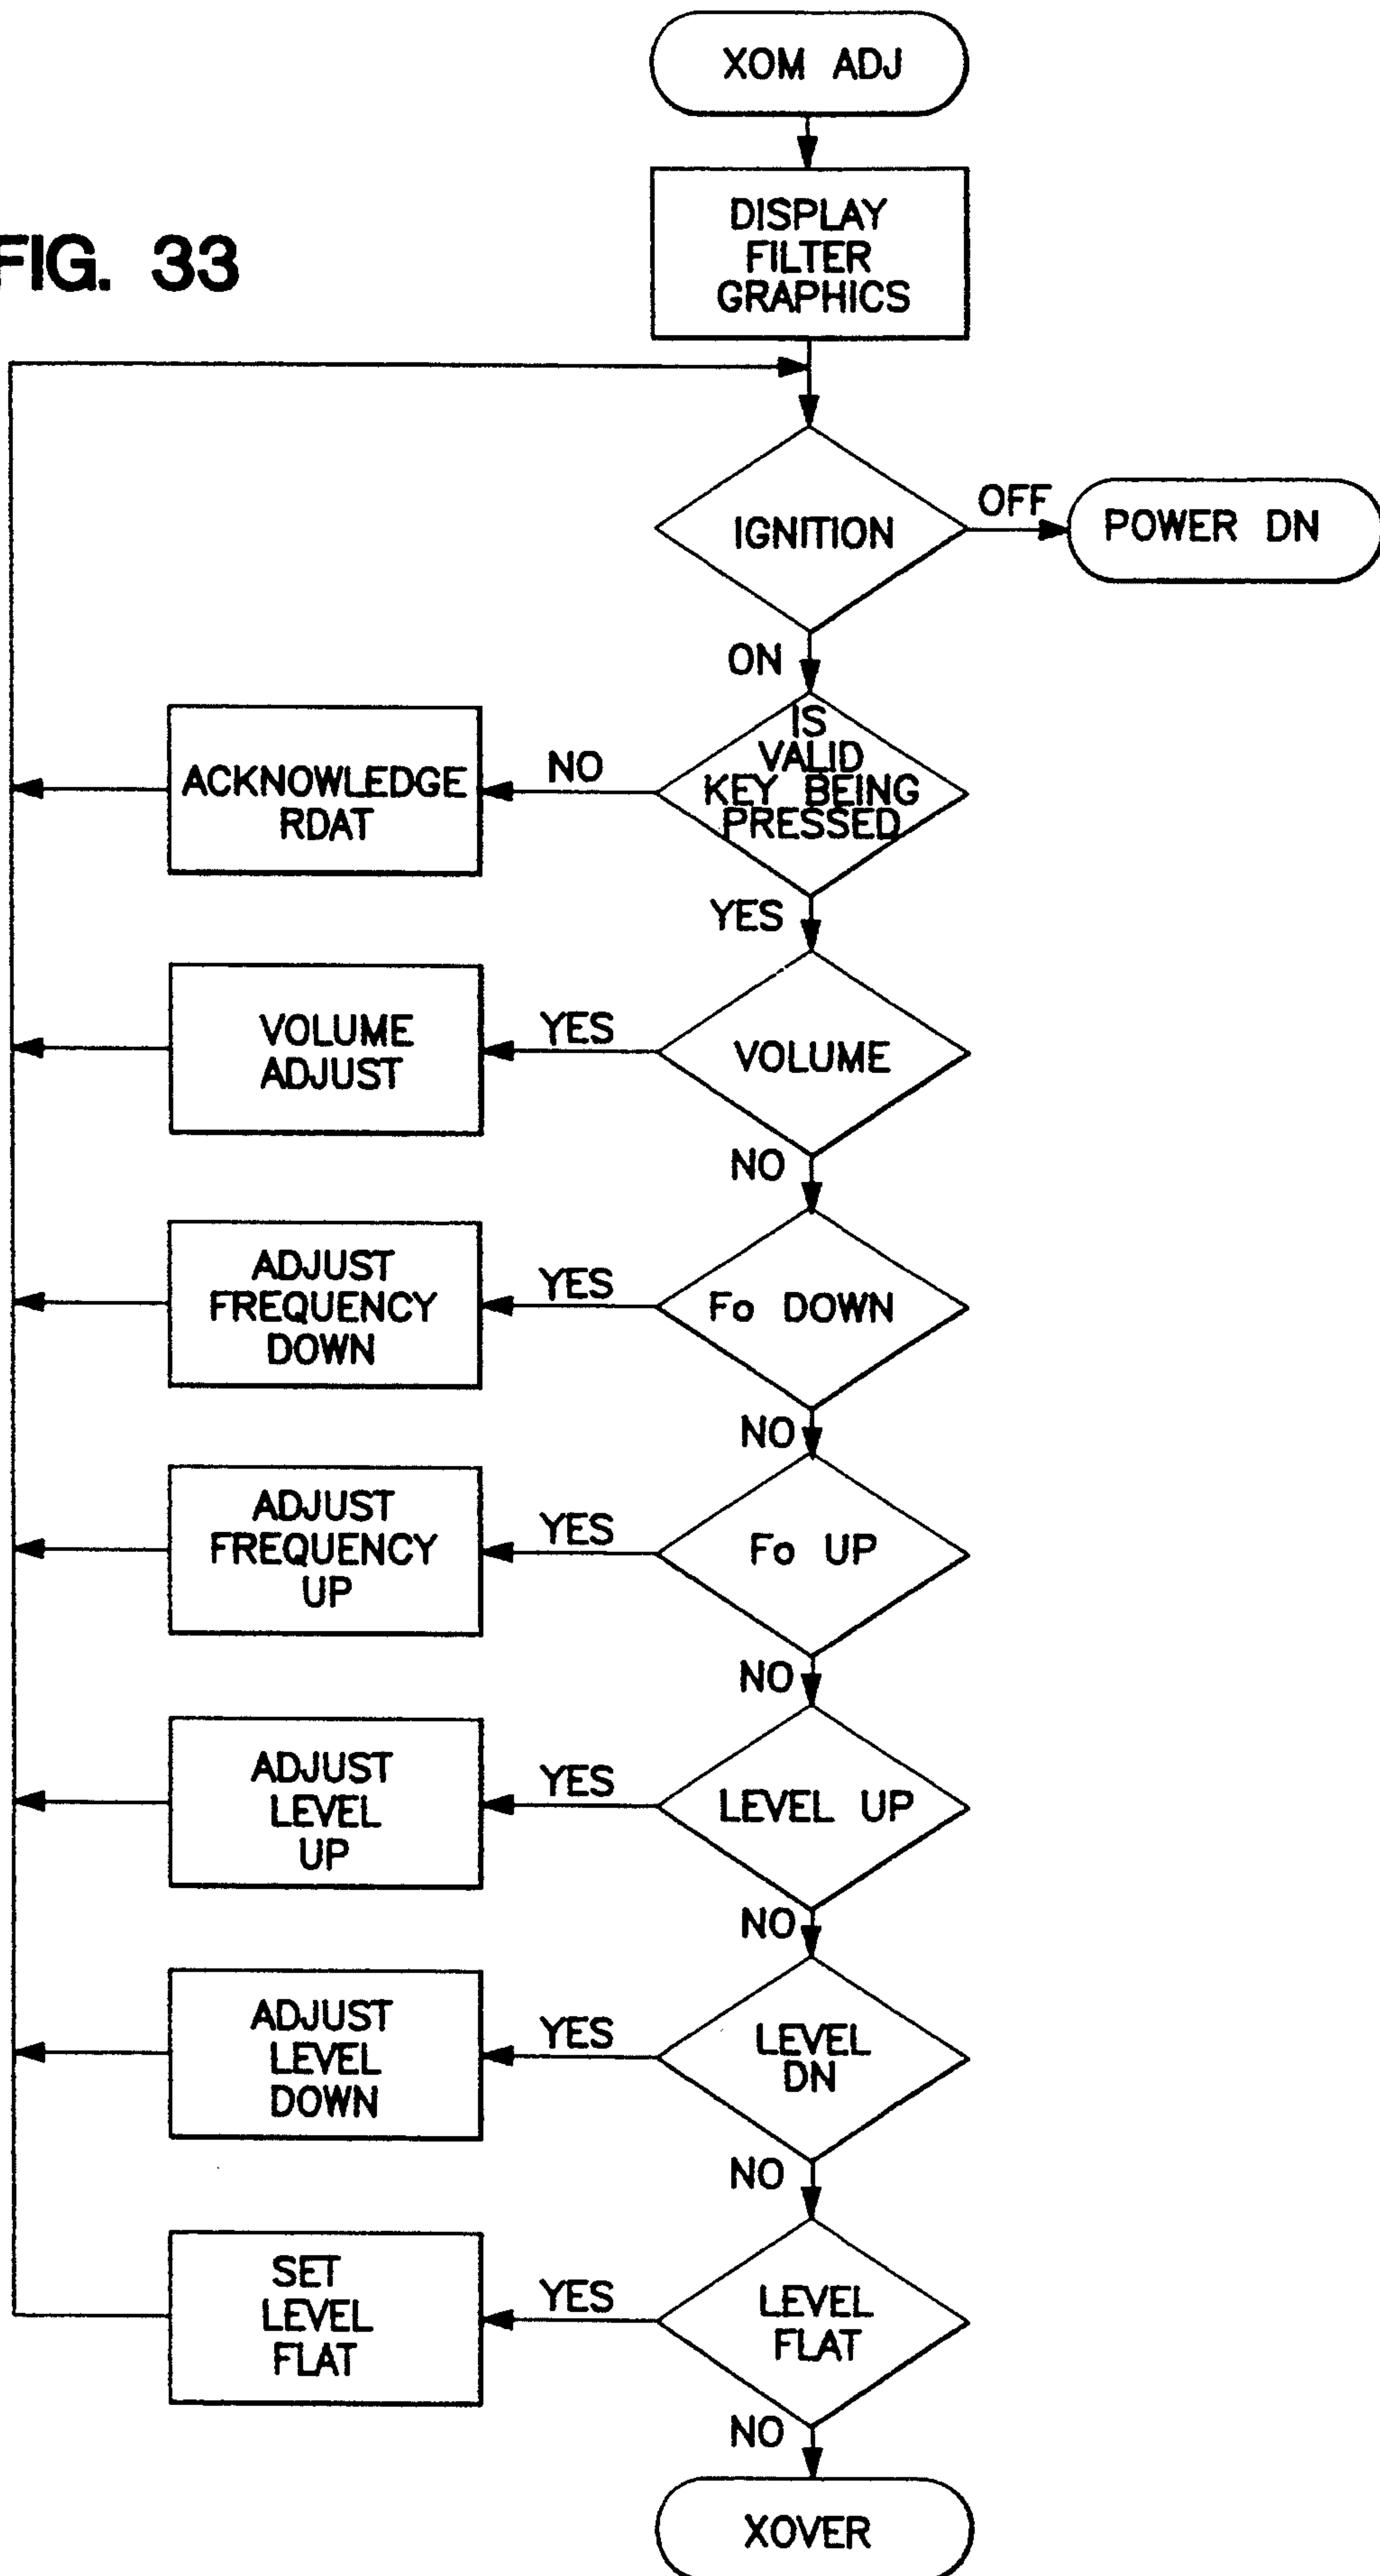 XOM ADJ
DISPLAY
FILTER
GRAPHICS
FIG. 33
IGNITION
OFF
POWER DN
ON
IS
VALID
KEY BEING
PRESSED
NO
ACKNOWLEDGE
RDAT
YES
VOLUME
YES
VOLUME
ADJUST
NO
Fo DOWN
YES
ADJUST
FREQUENCY
DOWN
NO
Fo UP
YES
ADJUST
FREQUENCY
UP
NO
LEVEL UP
YES
ADJUST
LEVEL
UP
NO
LEVEL
DN
YES
ADJUST
LEVEL
DOWN
NO
LEVEL
FLAT
YES
SET
LEVEL
FLAT
NO
XOVER